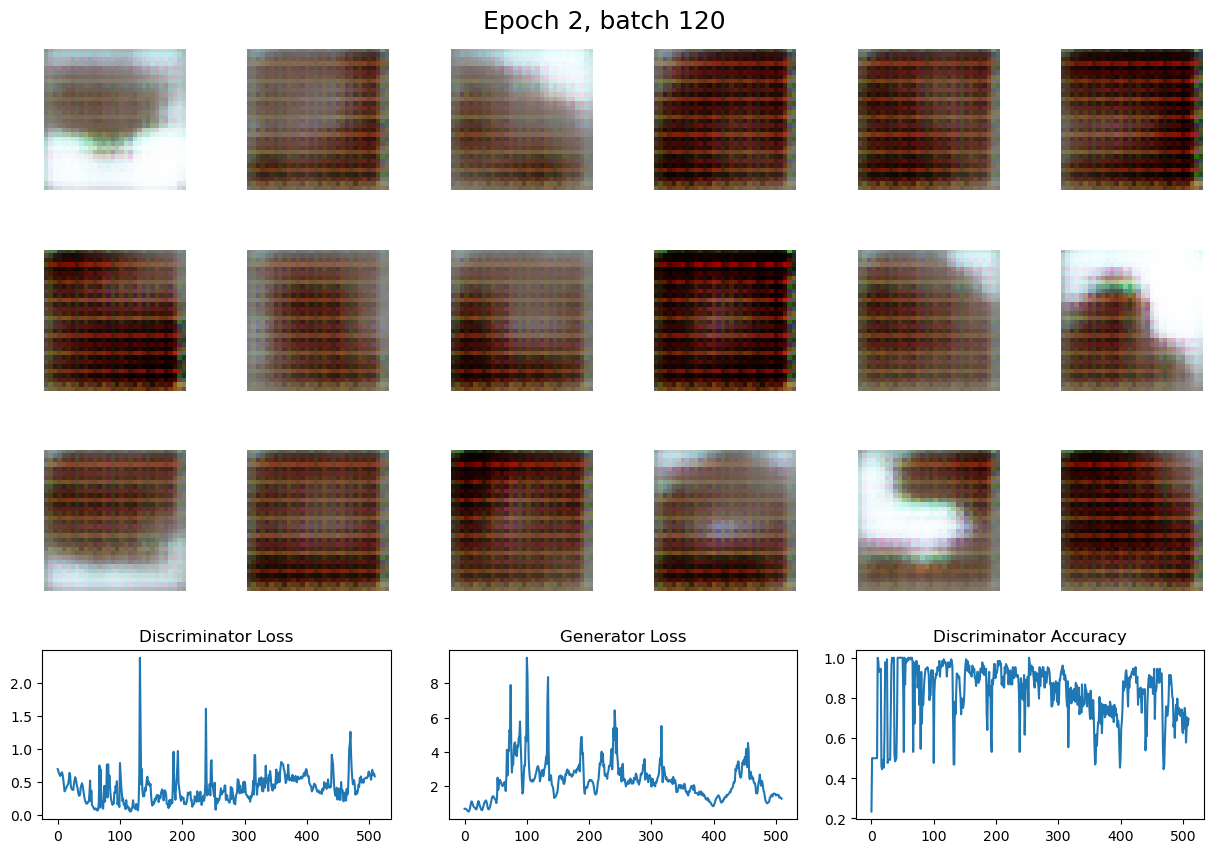 Epoch 2, batch 120
Discriminator Loss
Generator Loss
Discriminator Accuracy
2.0
1.5
1.0
0.5
0.0
0 100 200 300 400 500
8
6
4
2
0 100 200 300 400 500
1.0
0.8
0.6
0.4
0.2
0 100 200 300 400 500